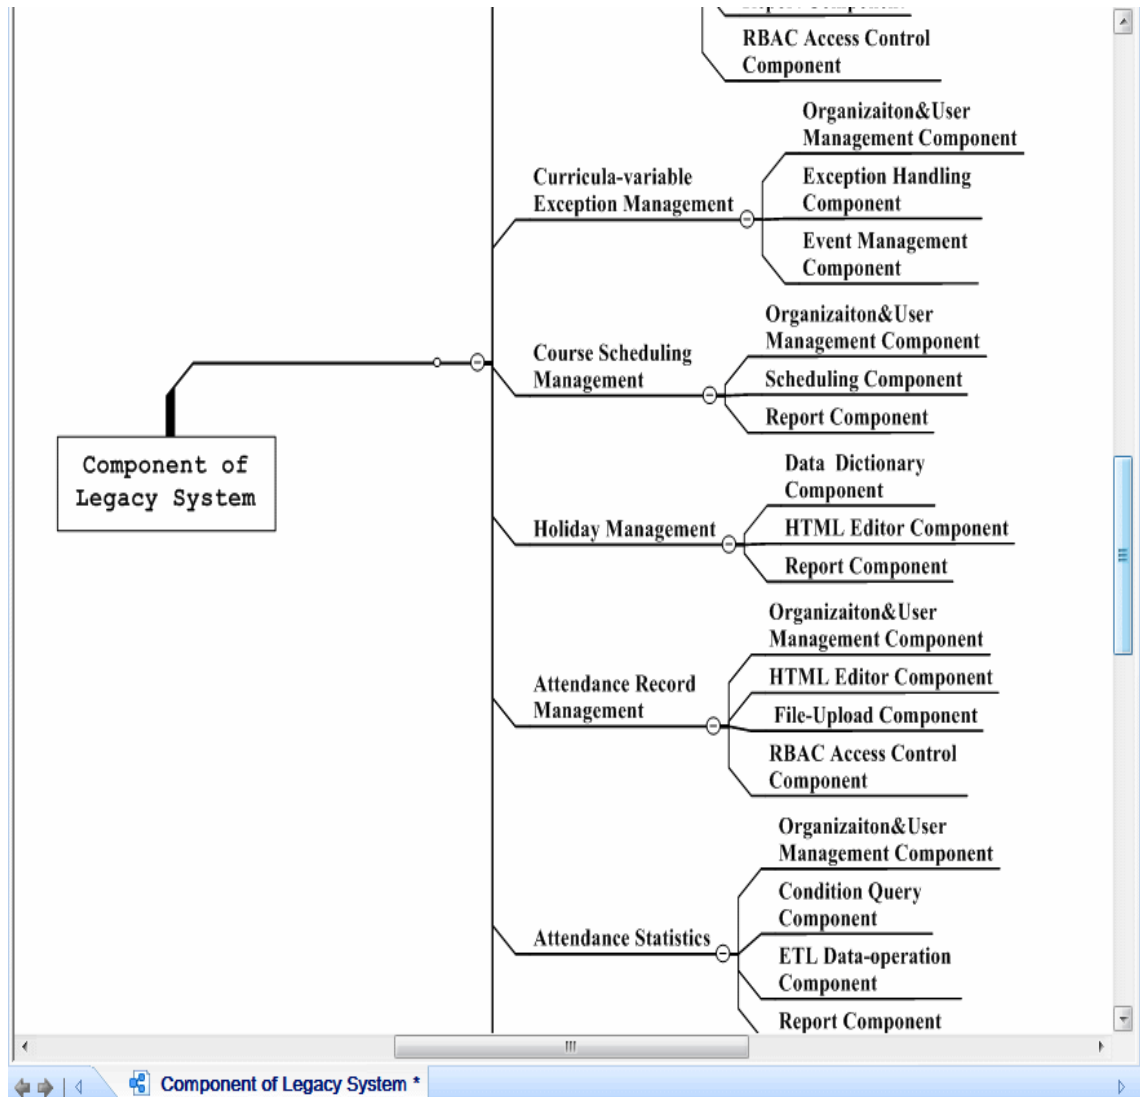 RBAC Access Control
Component
Organizaiton&User
Management Component
Curricula-variable
Exception Management
Exception Handling
Component
Event Management
Component
Organizaiton&User
Management Component
Course Scheduling
Management
Scheduling Component
Report Component
Component of
Legacy System
Data Dictionary
Component
Holiday Management
HTML Editor Component
Report Component
Organizaiton&User
Management Component
Attendance Record
Management
HTML Editor Component
File-Upload Component
RBAC Access Control
Component
Organizaiton&User
Management Component
Condition Query
Component
Attendance Statistics
ETL Data-operation
Component
Report Component
Component of Legacy System *